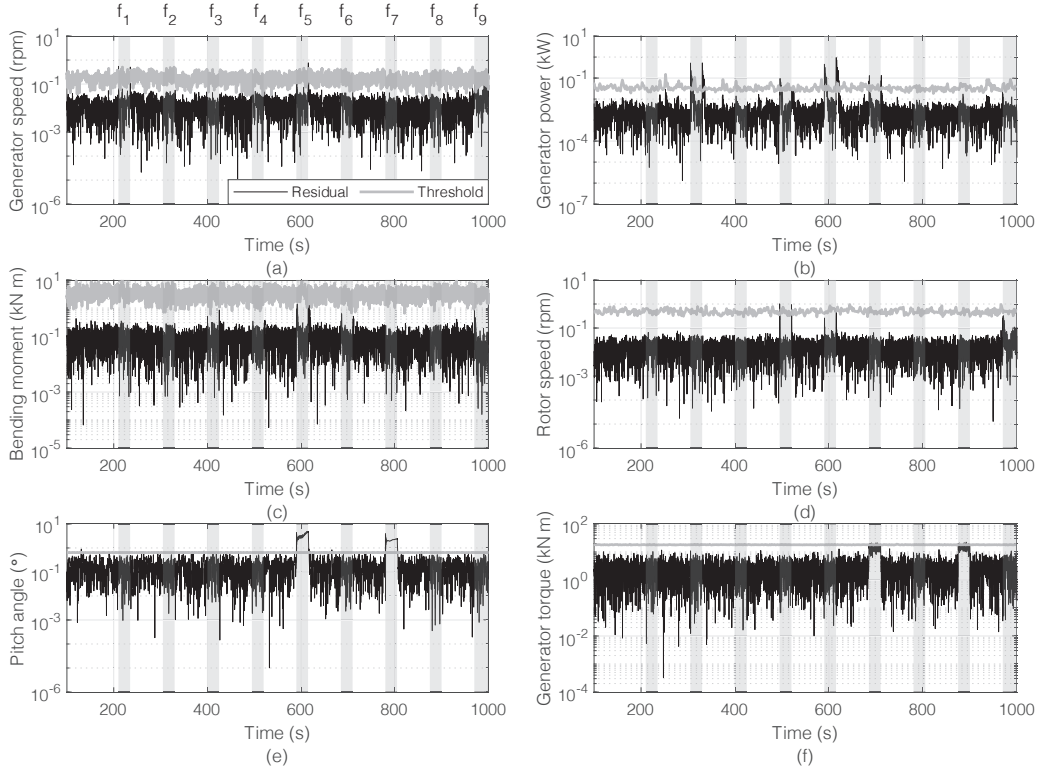 f1 f2 f3 f4 f5 f6 f7 f8 f9
10^1
10^-1
10^-3
10^-6
Generator speed (rpm)
Residual Threshold
200 400 600 800 1000
Time (s)
(a)
10^1
10^-1
10^-4
10^-7
Generator power (kW)
200 400 600 800 1000
Time (s)
(b)
10^1
10^-1
10^-3
10^-5
Bending moment (kN m)
200 400 600 800 1000
Time (s)
(c)
10^1
10^-1
10^-3
10^-6
Rotor speed (rpm)
200 400 600 800 1000
Time (s)
(d)
10^1
10^-1
10^-3
10^-6
Pitch angle (°)
200 400 600 800 1000
Time (s)
(e)
10^2
10^0
10^-2
10^-4
Generator torque (kN m)
200 400 600 800 1000
Time (s)
(f)